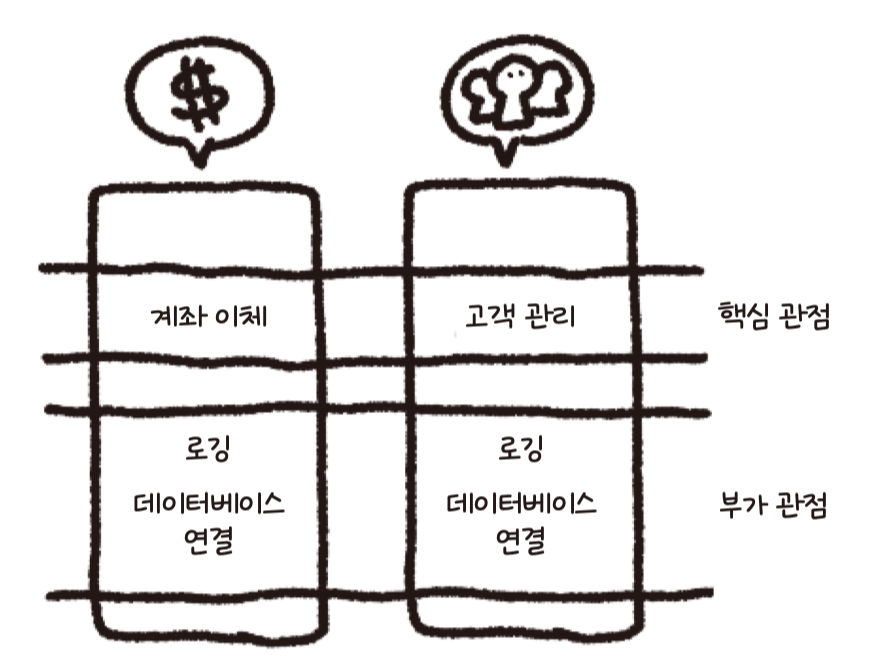 $
계좌 이체
고객 관리
핵심 관점
로깅
데이터베이스
연결
로깅
데이터베이스
연결
부가 관점